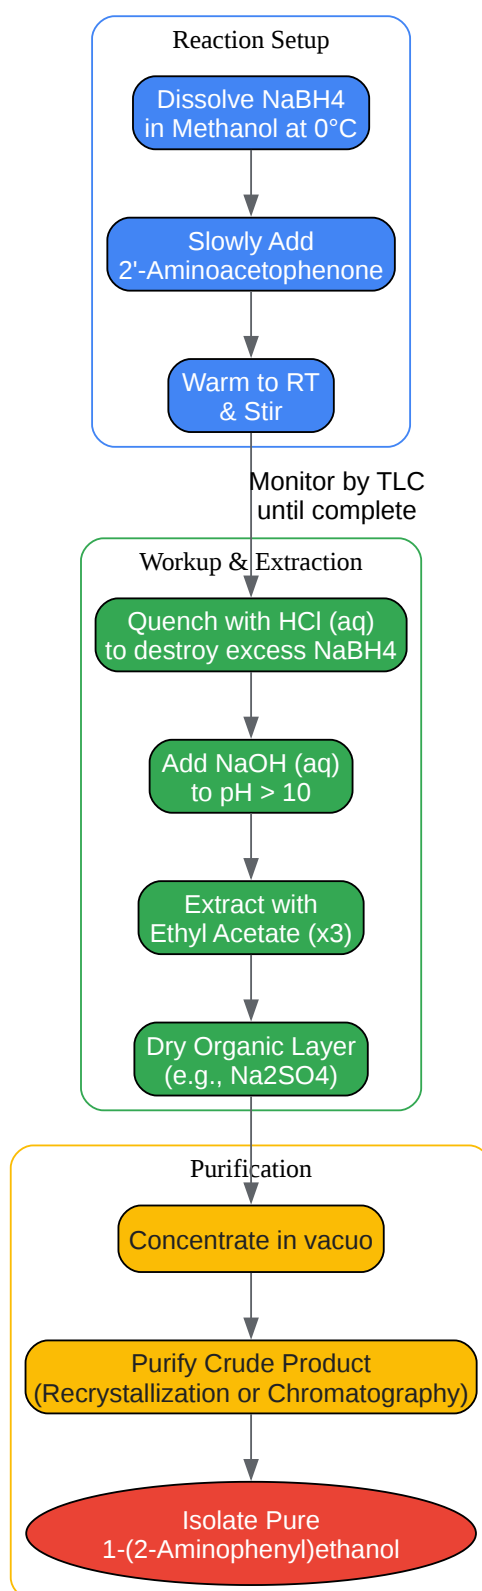 Reaction Setup
Dissolve NaBH4
in Methanol at 0°C
Slowly Add
2'-Aminoacetophenone
Warm to RT
& Stir
Monitor by TLC
until complete
Workup & Extraction
Quench with HCl (aq)
to destroy excess NaBH4
Add NaOH (aq)
to pH > 10
Extract with
Ethyl Acetate (x3)
Dry Organic Layer
(e.g., Na2SO4)
Purification
Concentrate in vacuo
Purify Crude Product
(Recrystallization or Chromatography)
Isolate Pure
1-(2-Aminophenyl)ethanol